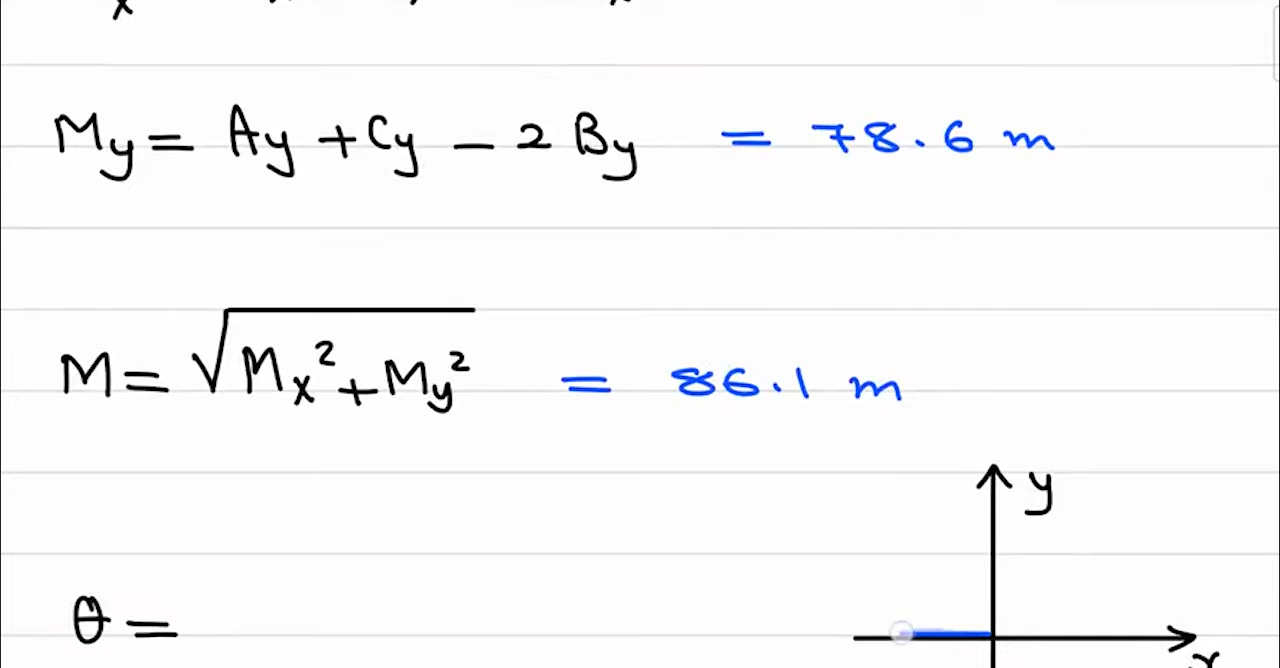 My = Ay + Cy - 2 By = 78.6 m
M = √Mx² + My² = 86.1 m
y
θ =
x